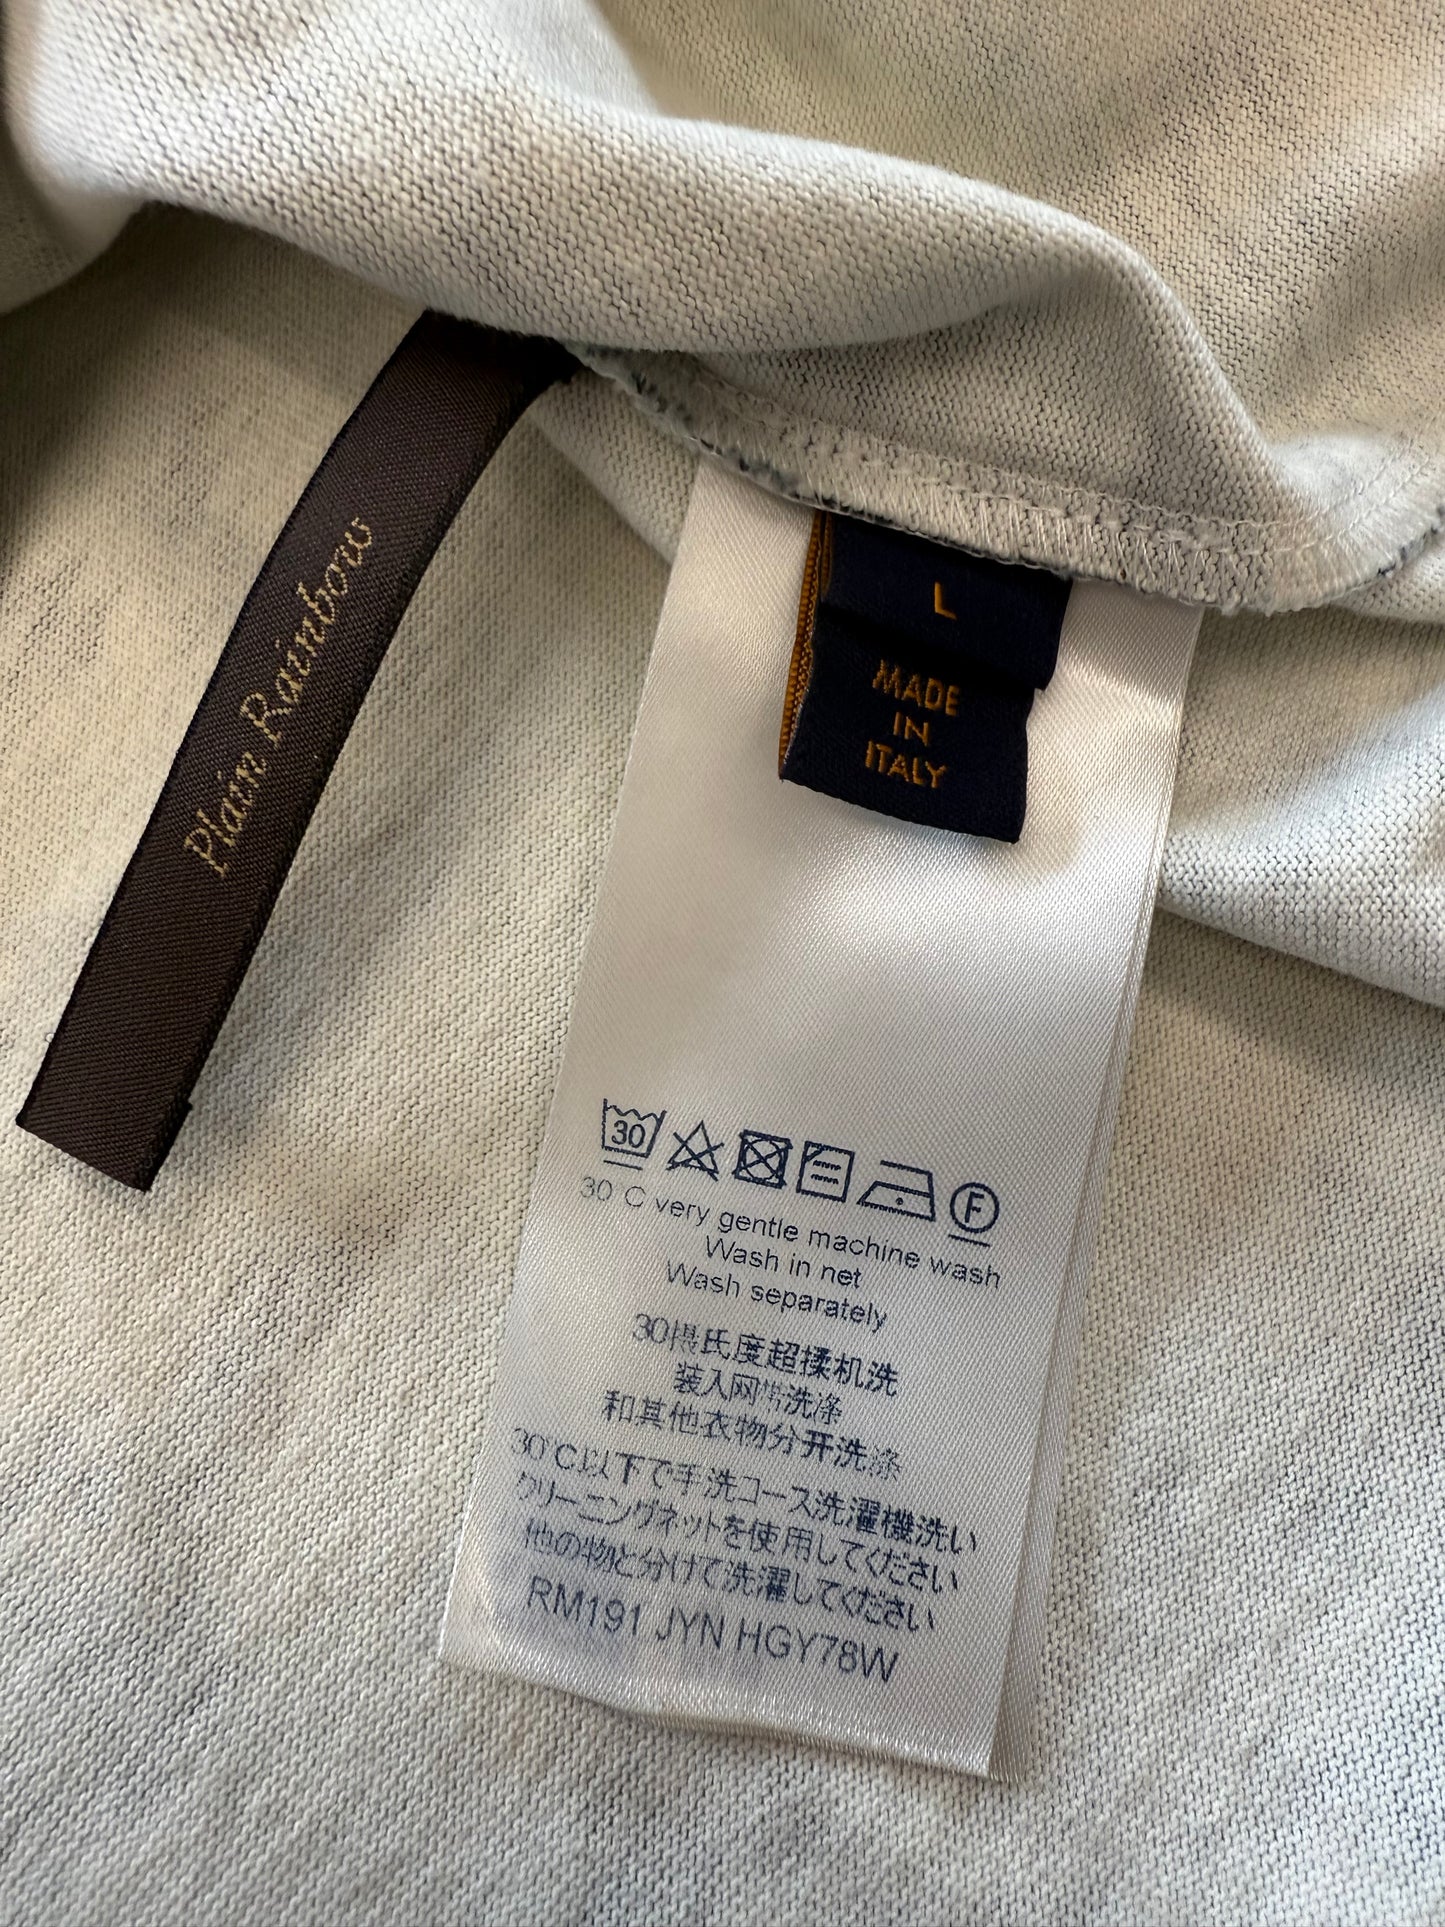 Plain Rainbow
L
MADE
IN
ITALY
30
F
30°C very gentle machine wash
Wash in net
Wash separately
30摄氏度超揉机洗
装入网袋洗涤
和其他衣物分开洗涤
30°C以下で手洗コース洗濯機洗い
クリーニングネットを使用してください
他の物と分けて洗濯してください
RM191 JYN HGY78W